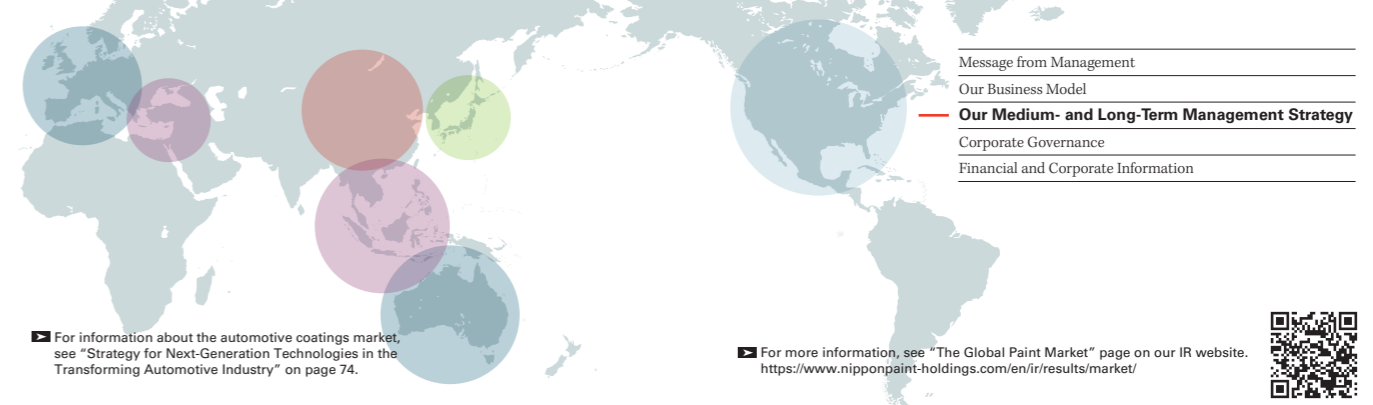 Message from Management
Our Business Model
Our Medium- and Long-Term Management Strategy
Corporate Governance
Financial and Corporate Information
For information about the automotive coatings market,
see “Strategy for Next-Generation Technologies in the
Transforming Automotive Industry” on page 74.
For more information, see “The Global Paint Market” page on our IR website.
https://www.nipponpaint-holdings.com/en/ir/results/market/